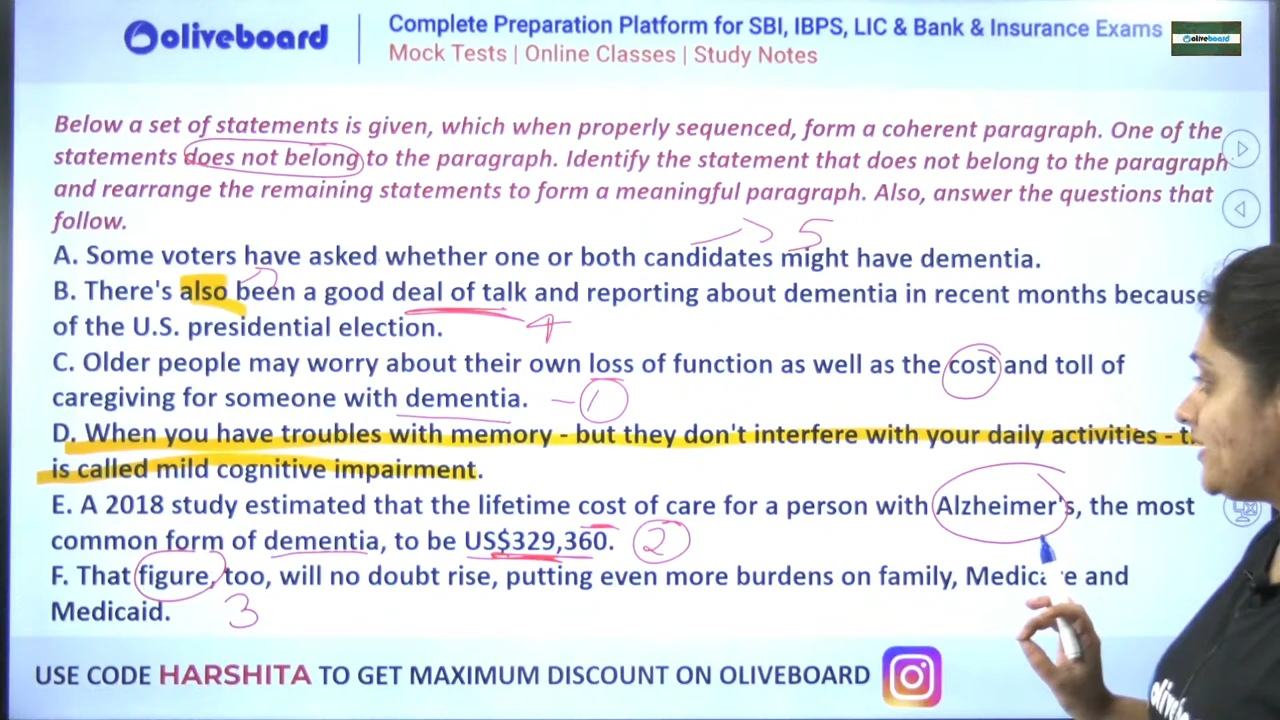 oliveboard
Complete Preparation Platform for SBI, IBPS, LIC & Bank & Insurance Exams
Mock Tests | Online Classes | Study Notes
oliveboard
Below a set of statements is given, which when properly sequenced, form a coherent paragraph. One of the
statements does not belong to the paragraph. Identify the statement that does not belong to the paragraph
and rearrange the remaining statements to form a meaningful paragraph. Also, answer the questions that
follow.
5
A. Some voters have asked whether one or both candidates might have dementia.
B. There's also been a good deal of talk and reporting about dementia in recent months because
of the U.S. presidential election.
4
C. Older people may worry about their own loss of function as well as the cost and toll of
caregiving for someone with dementia. - 1
D. When you have troubles with memory - but they don't interfere with your daily activities -
is called mild cognitive impairment.
E. A 2018 study estimated that the lifetime cost of care for a person with Alzheimer's, the most
common form of dementia, to be US$329,360. 2
F. That figure, too, will no doubt rise, putting even more burdens on family, Medicare and
Medicaid. 3
USE CODE HARSHITA TO GET MAXIMUM DISCOUNT ON OLIVEBOARD